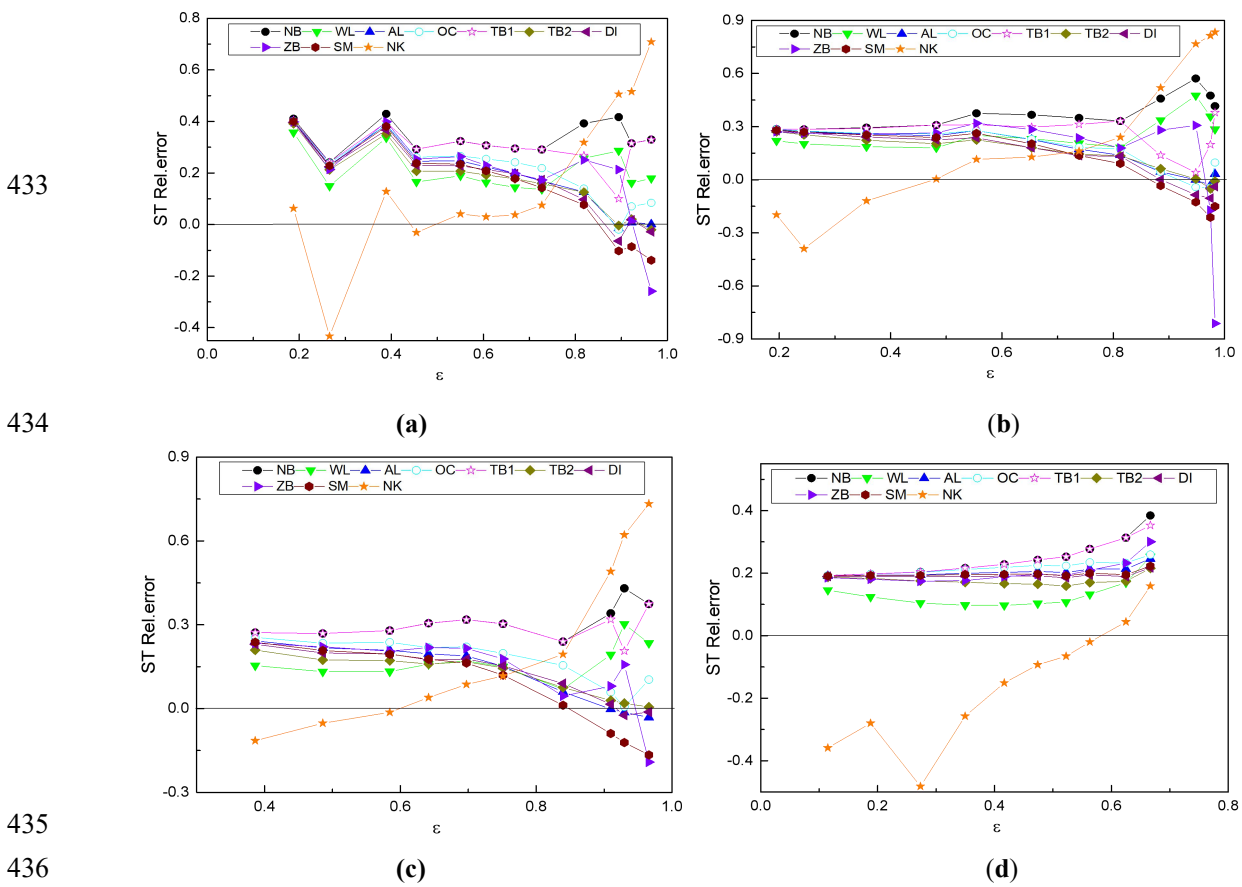 NB WL AL OC TB1 TB2 DI
ZB SM NK
0.8
0.6
0.4
0.2
0.0
-0.2
-0.4
ST Rel.error
0.0 0.2 0.4 0.6 0.8 1.0
ε
NB WL AL OC TB1 TB2 DI
ZB SM NK
0.9
0.6
0.3
0.0
-0.3
-0.6
-0.9
ST Rel.error
0.2 0.4 0.6 0.8 1.0
ε
433
434 (a) (b)
NB WL AL OC TB1 TB2 DI
ZB SM NK
0.9
0.6
0.3
0.0
-0.3
ST Rel.error
0.4 0.6 0.8 1.0
ε
NB WL AL OC TB1 TB2 DI
ZB SM NK
0.4
0.2
0.0
-0.2
-0.4
ST Rel.error
0.0 0.2 0.4 0.6 0.8
ε
435
436 (c) (d)